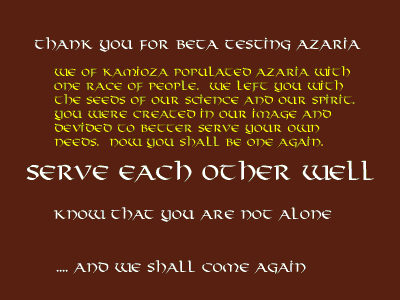 Thank you for beta testing Azaria
We of Kamioza populated Azaria with
one race of people. We left you with
the seeds of our science and our spirit.
You were created in our image and
devided to better serve your own
needs. Now you shall be one again.
Serve each other well
Know that you are not alone
.... and we shall come again